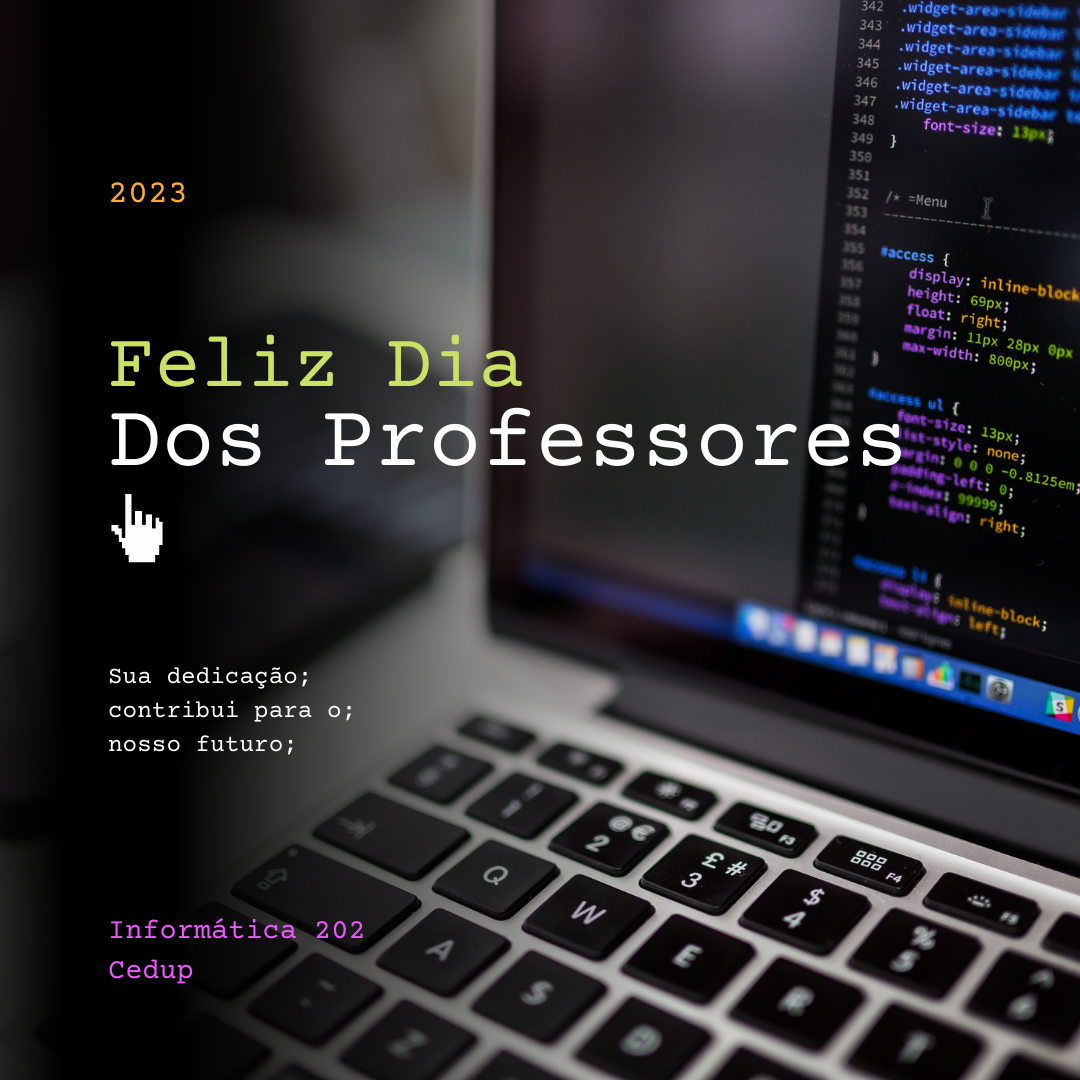 2023
Feliz Dia
Dos Professores
Sua dedicação;
contribui para o;
nosso futuro;
Informática 202
Cedup
342 .widget-area-sidebar
343 .widget-area-sidebar
344 .widget-area-sidebar
345 .widget-area-sidebar
346 .widget-area-sidebar
347 .widget-area-sidebar
348 font-size: 13px;
349 }
350
351
352 /* =Menu
353
354
355 #access {
356 display: inline-block
357 height: 69px;
358 float: right;
margin: 11px 28px 0px
max-width: 800px;
}
#access ul {
font-size: 13px;
list-style: none;
margin: 0 0 0 -0.8125em;
padding-left: 0;
z-index: 99999;
text-align: right;
}
#access li {
display: inline-block;
text-align: left;
F3
F4
F5
@ €
2
£ #
3
$
4
%
5
Q
W
E
R
T
A
S
D
Z